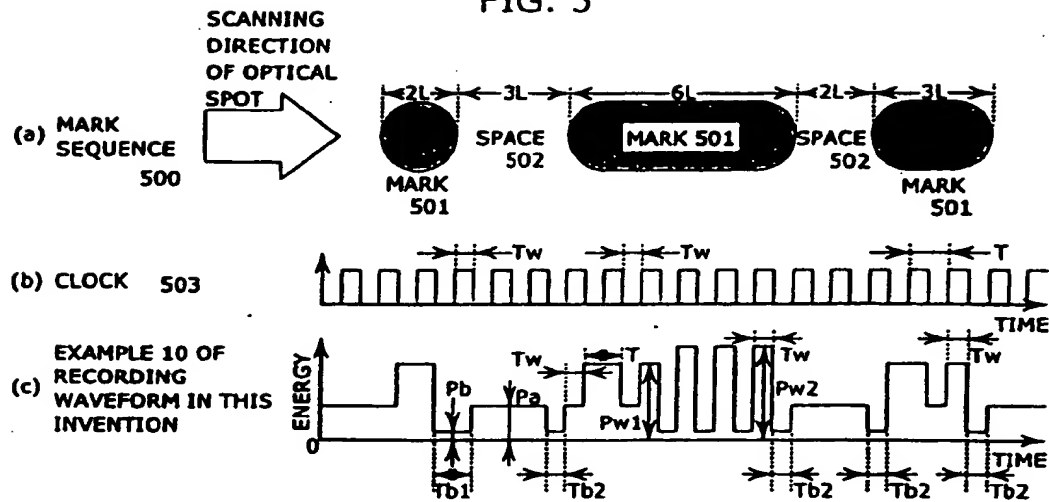 FIG. 5
SCANNING
DIRECTION
OF OPTICAL
SPOT
(a) MARK
SEQUENCE
500
2L 3L 6L 2L 3L
SPACE
502
MARK 501
SPACE
502
MARK
501
MARK
501
(b) CLOCK 503
Tw Tw T
TIME
(c) EXAMPLE 10 OF
RECORDING
WAVEFORM IN THIS
INVENTION
ENERGY
0
Pb Pa Tw T Pw1 Pw2 Tw Tw
TIME
Tb1 Tb2 Tb2 Tb2 Tb2